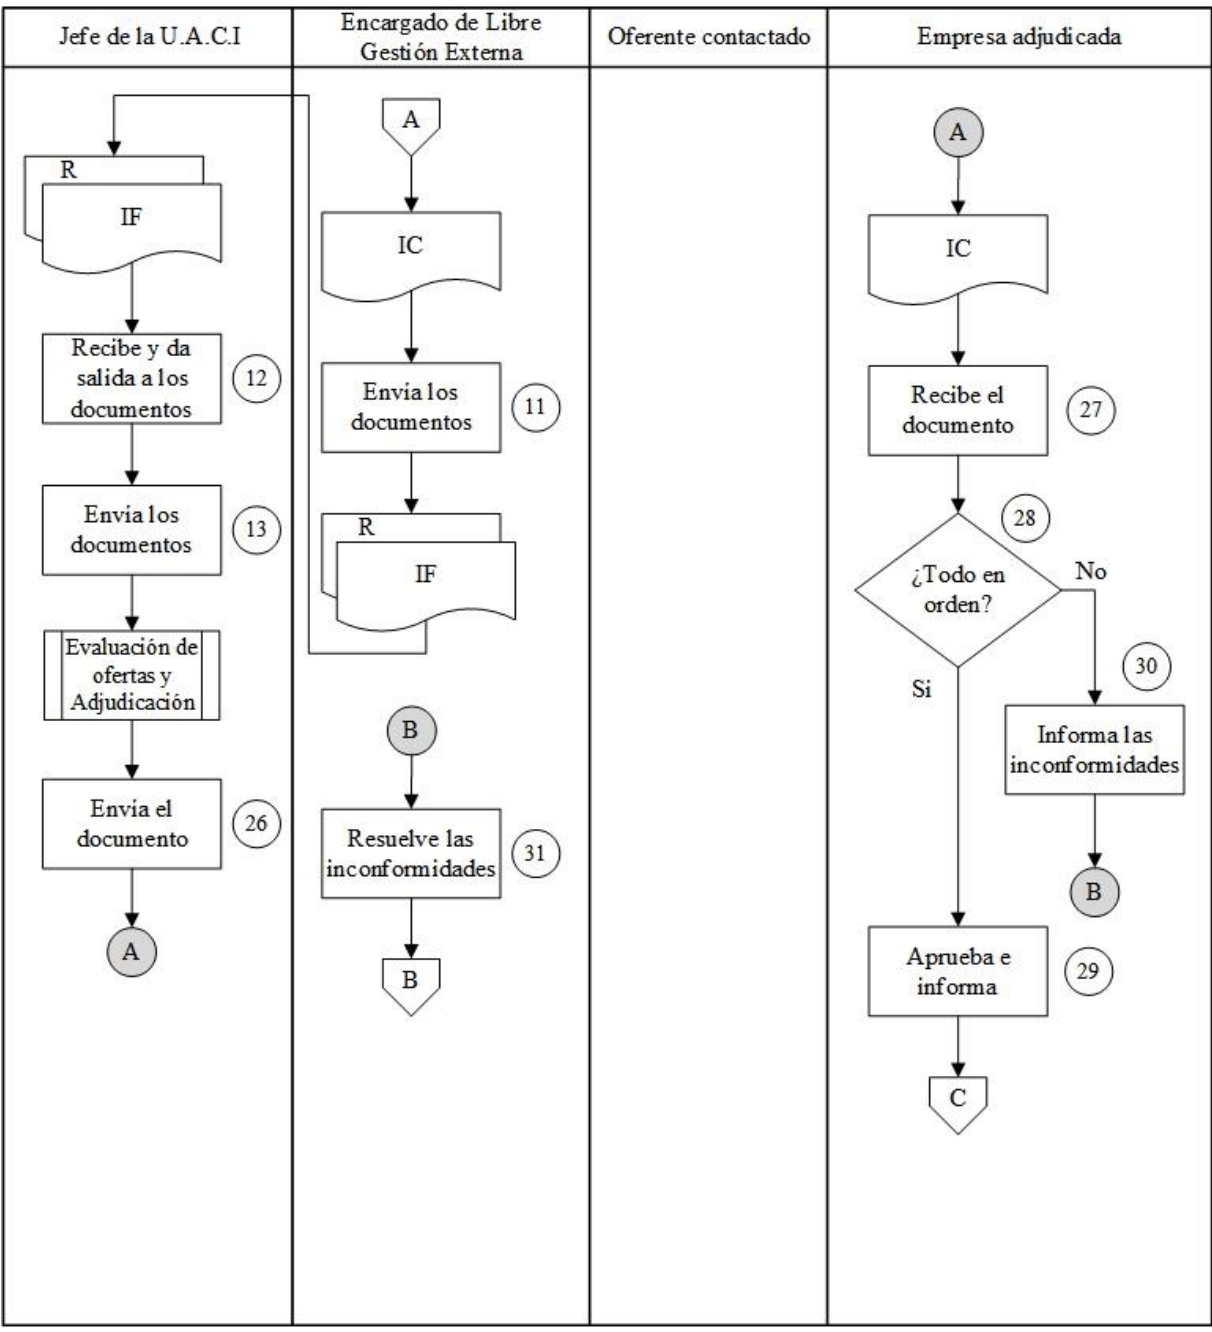 Jefe de la U.A.C.I
Encargado de Libre
Gestión Externa
Oferente contactado
Empresa adjudicada
R
IF
Recibe y da
salida a los
documentos
12
Envía los
documentos
13
Evaluación de
ofertas y
Adjudicación
Envía el
documento
26
A
A
IC
Envía los
documentos
11
R
IF
B
Resuelve las
inconformidades
31
B
A
IC
Recibe el
documento
27
28
¿Todo en
orden?
No
Si
30
Informa las
inconformidades
B
Aprueba e
informa
29
C